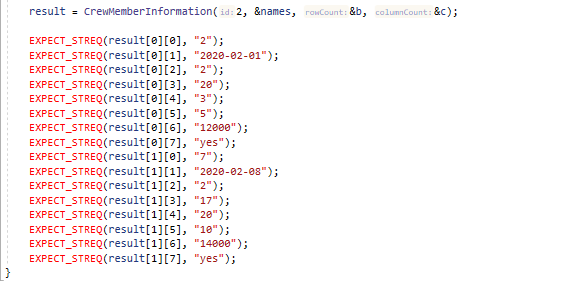 result = CrewMemberInformation( id: 2, &names, rowCount: &b, columnCount: &c);
EXPECT_STREQ(result[0][0], "2");
EXPECT_STREQ(result[0][1], "2020-02-01");
EXPECT_STREQ(result[0][2], "2");
EXPECT_STREQ(result[0][3], "20");
EXPECT_STREQ(result[0][4], "3");
EXPECT_STREQ(result[0][5], "5");
EXPECT_STREQ(result[0][6], "12000");
EXPECT_STREQ(result[0][7], "yes");
EXPECT_STREQ(result[1][0], "7");
EXPECT_STREQ(result[1][1], "2020-02-08");
EXPECT_STREQ(result[1][2], "2");
EXPECT_STREQ(result[1][3], "17");
EXPECT_STREQ(result[1][4], "20");
EXPECT_STREQ(result[1][5], "10");
EXPECT_STREQ(result[1][6], "14000");
EXPECT_STREQ(result[1][7], "yes");
}